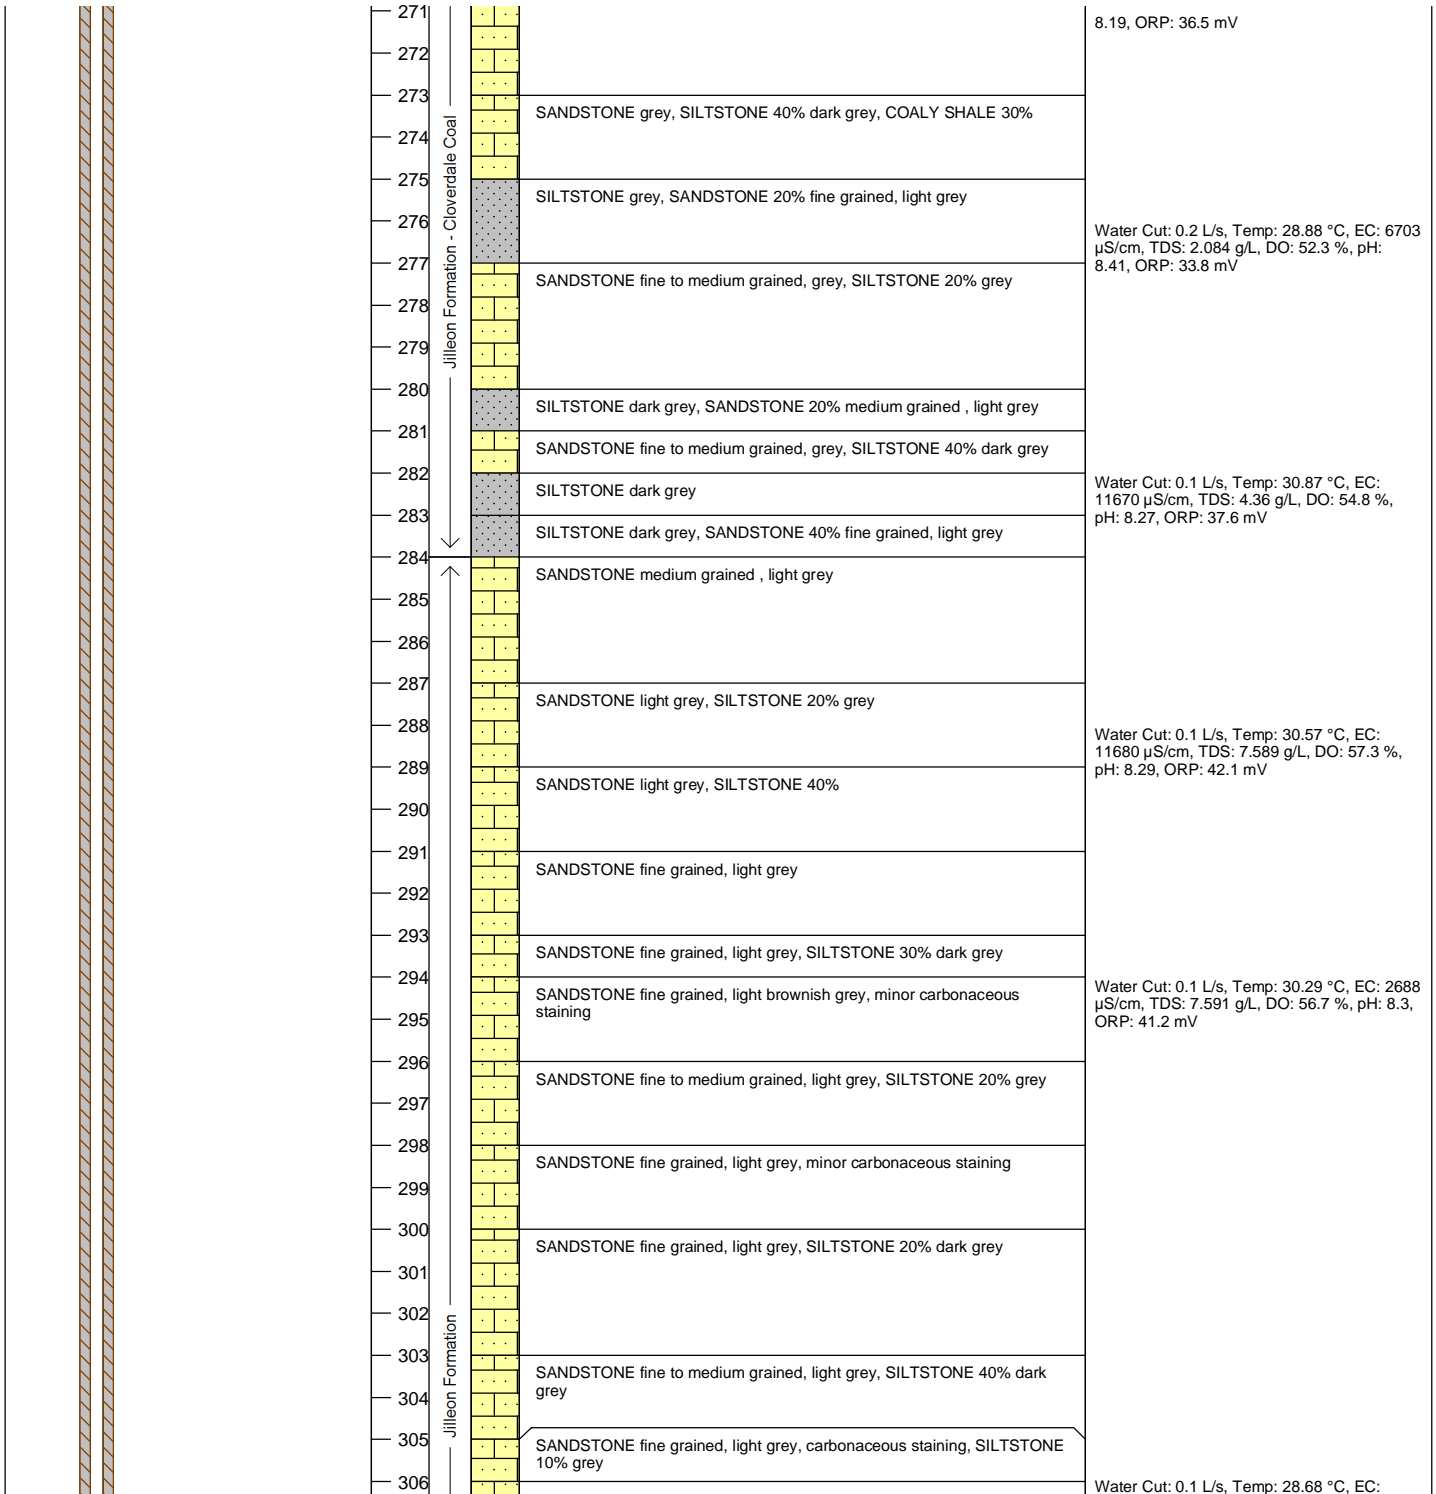 271
272
273
274
275
276
277
278
279
280
281
282
283
284
285
286
287
288
289
290
291
292
293
294
295
296
297
298
299
300
301
302
303
304
305
306
Jilleon Formation - Cloverdale Coal
Jilleon Formation
SANDSTONE grey, SILTSTONE 40% dark grey, COALY SHALE 30%
SILTSTONE grey, SANDSTONE 20% fine grained, light grey
SANDSTONE fine to medium grained, grey, SILTSTONE 20% grey
SILTSTONE dark grey, SANDSTONE 20% medium grained , light grey
SANDSTONE fine to medium grained, grey, SILTSTONE 40% dark grey
SILTSTONE dark grey
SILTSTONE dark grey, SANDSTONE 40% fine grained, light grey
SANDSTONE medium grained , light grey
SANDSTONE light grey, SILTSTONE 20% grey
SANDSTONE light grey, SILTSTONE 40%
SANDSTONE fine grained, light grey
SANDSTONE fine grained, light grey, SILTSTONE 30% dark grey
SANDSTONE fine grained, light brownish grey, minor carbonaceous
staining
SANDSTONE fine to medium grained, light grey, SILTSTONE 20% grey
SANDSTONE fine grained, light grey, minor carbonaceous staining
SANDSTONE fine grained, light grey, SILTSTONE 20% dark grey
SANDSTONE fine to medium grained, light grey, SILTSTONE 40% dark
grey
SANDSTONE fine grained, light grey, carbonaceous staining, SILTSTONE
10% grey
8.19, ORP: 36.5 mV
Water Cut: 0.2 L/s, Temp: 28.88 °C, EC: 6703
µS/cm, TDS: 2.084 g/L, DO: 52.3 %, pH:
8.41, ORP: 33.8 mV
Water Cut: 0.1 L/s, Temp: 30.87 °C, EC:
11670 µS/cm, TDS: 4.36 g/L, DO: 54.8 %,
pH: 8.27, ORP: 37.6 mV
Water Cut: 0.1 L/s, Temp: 30.57 °C, EC:
11680 µS/cm, TDS: 7.589 g/L, DO: 57.3 %,
pH: 8.29, ORP: 42.1 mV
Water Cut: 0.1 L/s, Temp: 30.29 °C, EC: 2688
µS/cm, TDS: 7.591 g/L, DO: 56.7 %, pH: 8.3,
ORP: 41.2 mV
Water Cut: 0.1 L/s, Temp: 28.68 °C, EC: